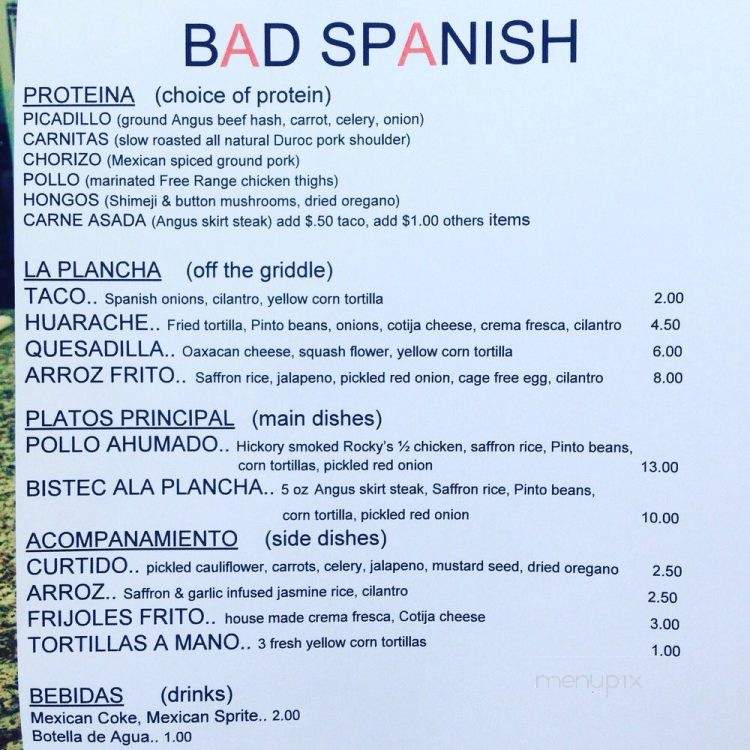 BAD SPANISH
PROTEINA (choice of protein)
PICADILLO (ground Angus beef hash, carrot, celery, onion)
CARNITAS (slow roasted all natural Duroc pork shoulder)
CHORIZO (Mexican spiced ground pork)
POLLO (marinated Free Range chicken thighs)
HONGOS (Shimeji & button mushrooms, dried oregano)
CARNE ASADA (Angus skirt steak) add $.50 taco, add $1.00 others items
LA PLANCHA (off the griddle)
TACO.. Spanish onions, cilantro, yellow corn tortilla 2.00
HUARACHE.. Fried tortilla, Pinto beans, onions, cotija cheese, crema fresca, cilantro 4.50
QUESADILLA.. Oaxacan cheese, squash flower, yellow corn tortilla 6.00
ARROZ FRITO.. Saffron rice, jalapeno, pickled red onion, cage free egg, cilantro 8.00
PLATOS PRINCIPAL (main dishes)
POLLO AHUMADO.. Hickory smoked Rocky's ½ chicken, saffron rice, Pinto beans,
corn tortillas, pickled red onion 13.00
BISTEC ALA PLANCHA.. 5 oz Angus skirt steak, Saffron rice, Pinto beans,
corn tortilla, pickled red onion 10.00
ACOMPANAMIENTO (side dishes)
CURTIDO.. pickled cauliflower, carrots, celery, jalapeno, mustard seed, dried oregano 2.50
ARROZ.. Saffron & garlic infused jasmine rice, cilantro 2.50
FRIJOLES FRITO.. house made crema fresca, Cotija cheese 3.00
TORTILLAS A MANO.. 3 fresh yellow corn tortillas 1.00
menupix
BEBIDAS (drinks)
Mexican Coke, Mexican Sprite.. 2.00
Botella de Agua.. 1.00